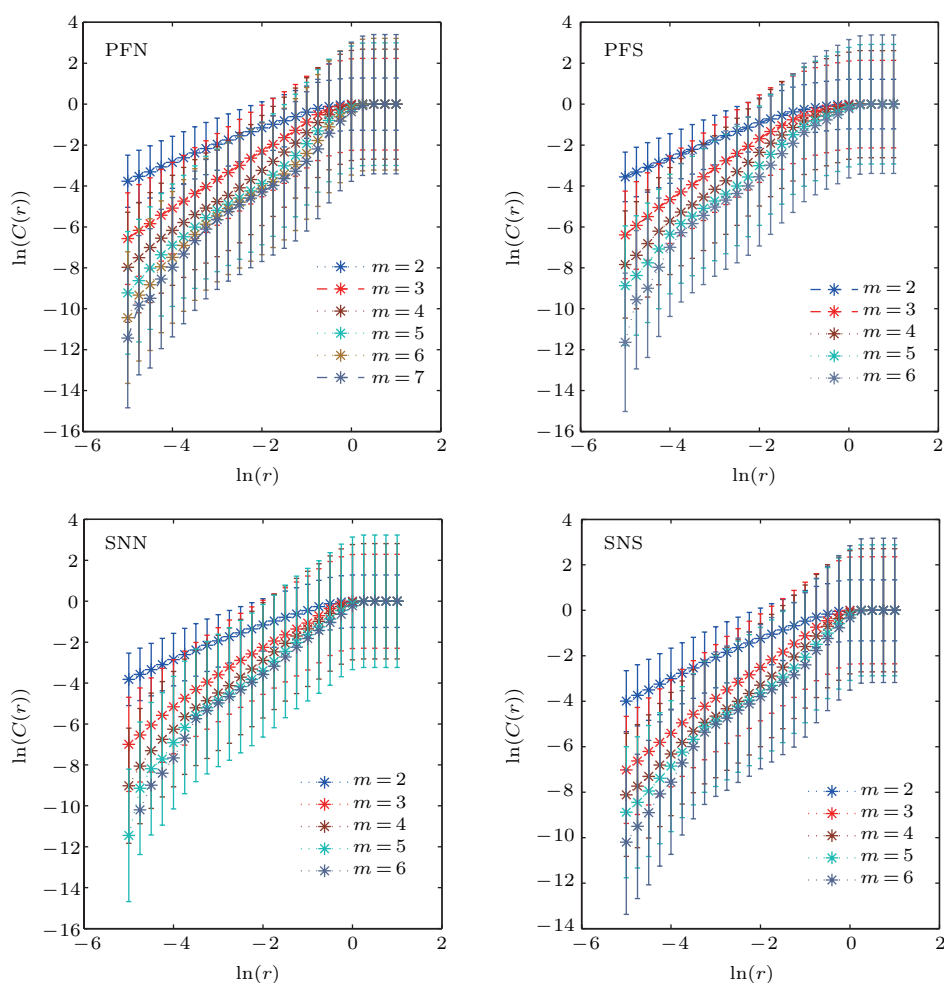 4
2
0
−2
−4
−6
−8
−10
−12
−14
−16
ln(C(r))
PFN
m = 2
m = 3
m = 4
m = 5
m = 6
m = 7
−6 −4 −2 0 2
ln(r)
4
2
0
−2
−4
−6
−8
−10
−12
−14
−16
ln(C(r))
PFS
m = 2
m = 3
m = 4
m = 5
m = 6
−6 −4 −2 0 2
ln(r)
4
2
0
−2
−4
−6
−8
−10
−12
−14
−16
ln(C(r))
SNN
m = 2
m = 3
m = 4
m = 5
m = 6
−6 −4 −2 0 2
ln(r)
4
2
0
−2
−4
−6
−8
−10
−12
−14
ln(C(r))
SNS
m = 2
m = 3
m = 4
m = 5
m = 6
−6 −4 −2 0 2
ln(r)